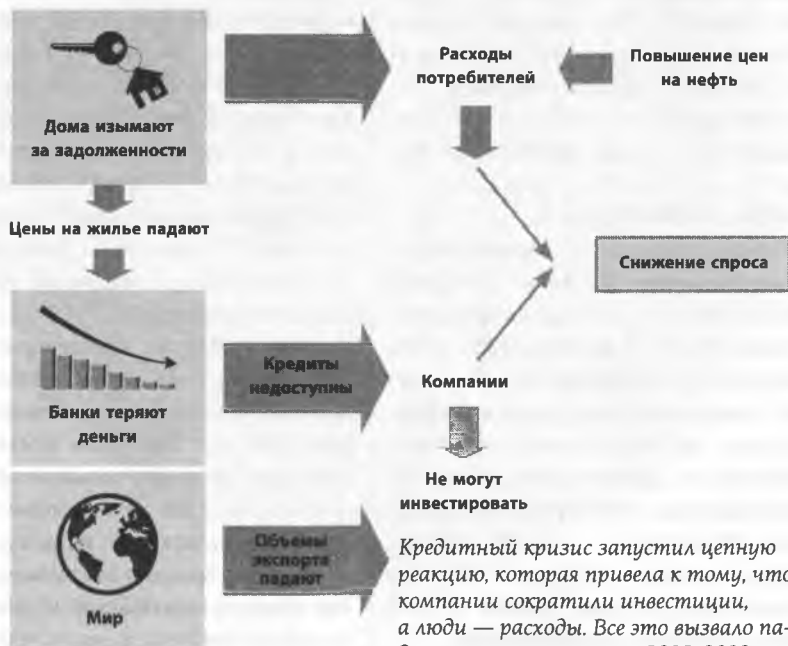 Расходы
потребителей
Повышение цен
на нефть
Дома изымают
за задолженности
Цены на жилье падают
Снижение спроса
Кредиты
недоступны
Компании
Банки теряют
деньги
Не могут
инвестировать
Объемы
экспорта
падают
Мир
Кредитный кризис запустил цепную
реакцию, которая привела к тому, что
компании сократили инвестиции,
а люди — расходы. Все это вызвало па-